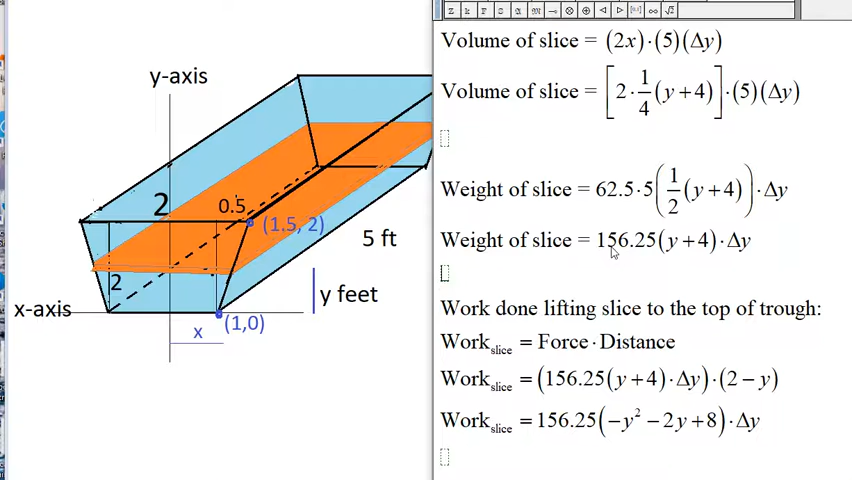 y-axis
2
0.5
(1.5, 2)
5 ft
2
y feet
x-axis
(1,0)
x
Volume of slice = (2x)·(5)(Δy)
Volume of slice = [2·1/4(y+4)]·(5)(Δy)
Weight of slice = 62.5·5(1/2(y+4))·Δy
Weight of slice = 156.25(y+4)·Δy
Work done lifting slice to the top of trough:
Work_slice = Force·Distance
Work_slice = (156.25(y+4)·Δy)·(2−y)
Work_slice = 156.25(−y²−2y+8)·Δy